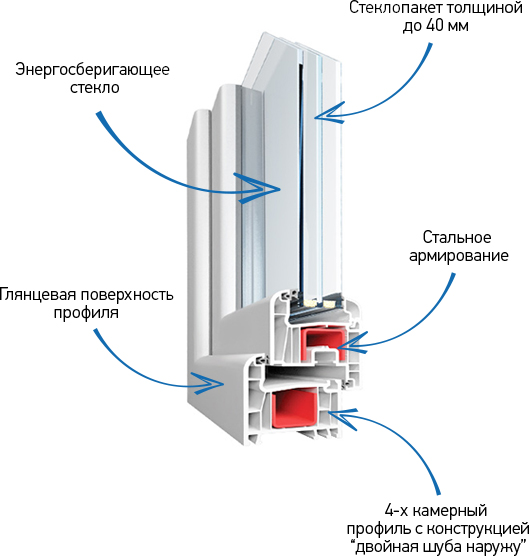 Стеклопакет толщиной
до 40 мм
Энергосберигающее
стекло
Стальное
армирование
Глянцевая поверхность
профиля
4-х камерный
профиль с конструкцией
“двойная шуба наружу”